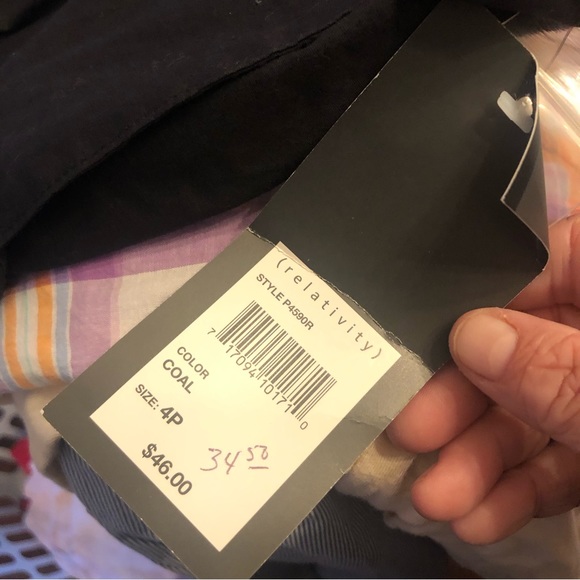 (relativity)
STYLE P4590R
7 17094 10171 0
COLOR
COAL
SIZE: 4P
$46.00
34 50